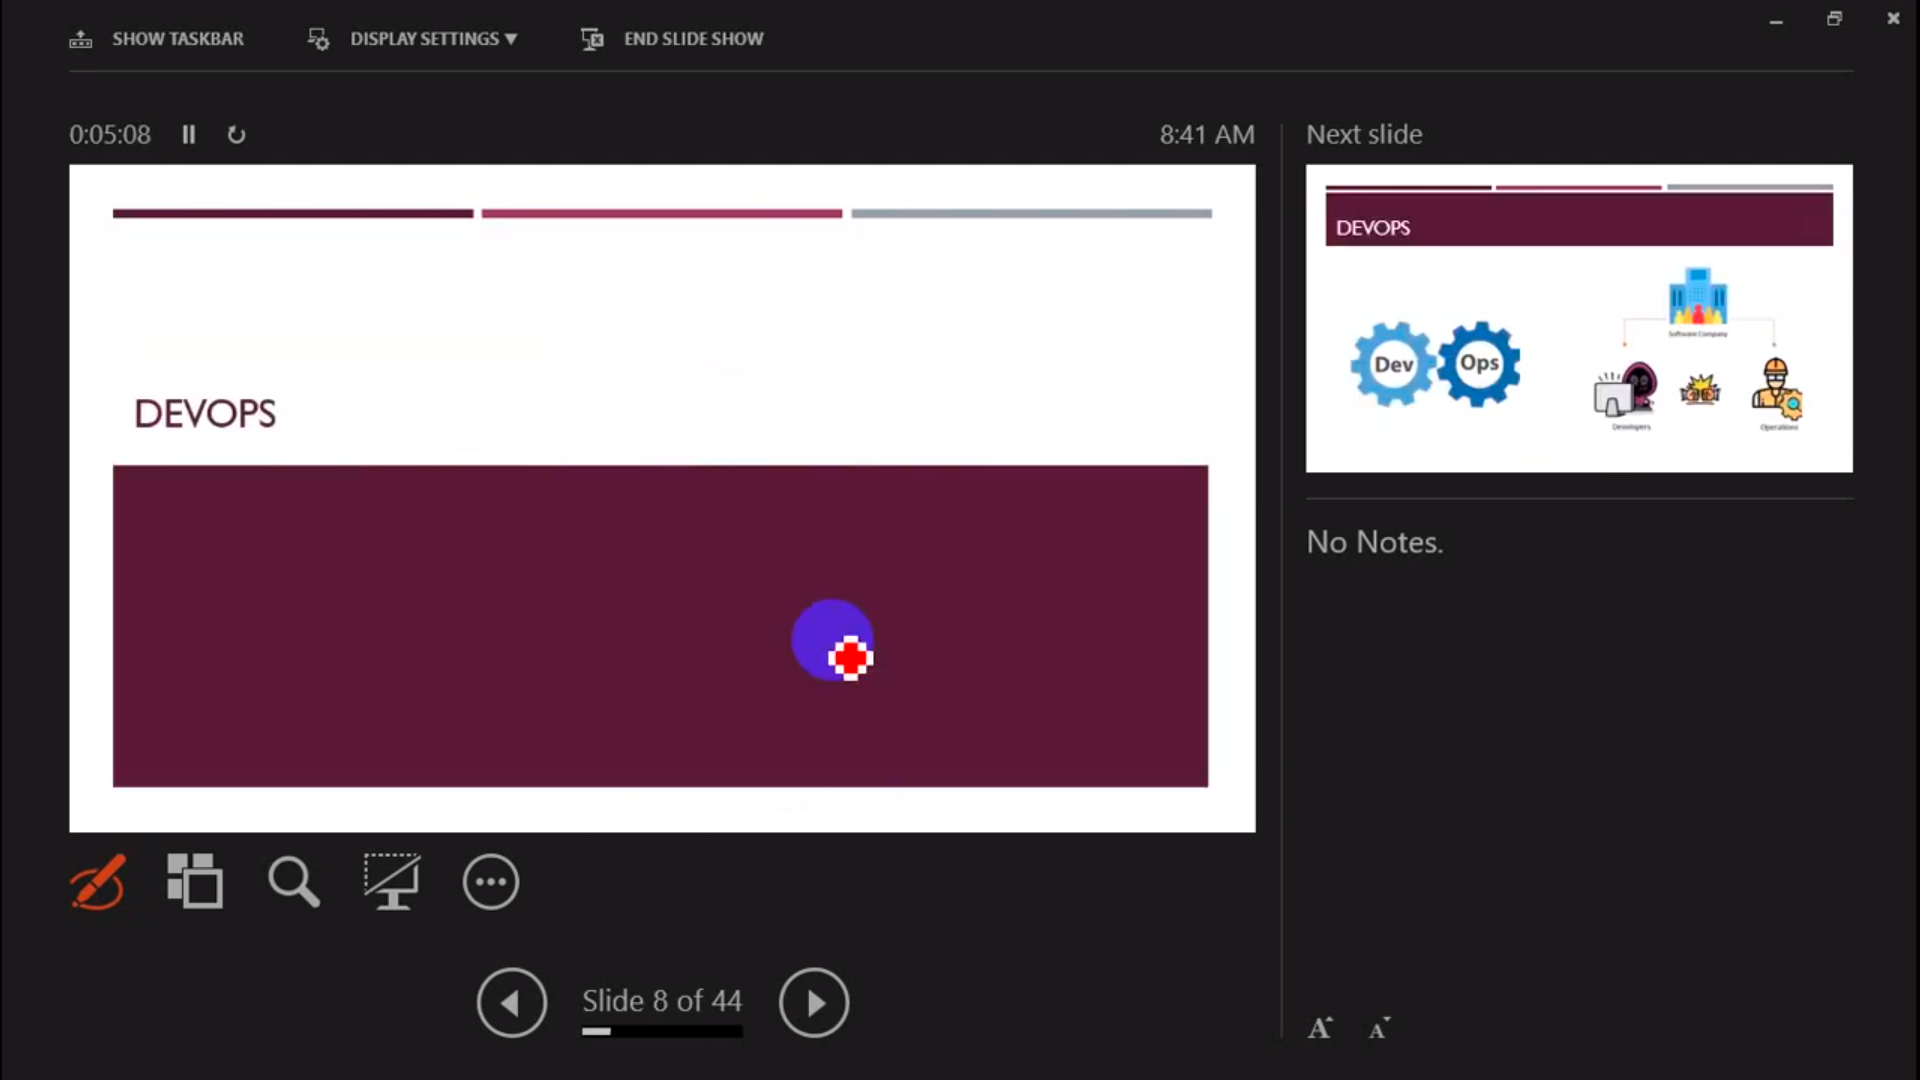 SHOW TASKBAR
DISPLAY SETTINGS ▼
END SLIDE SHOW
0:05:08
8:41 AM
Next slide
DEVOPS
DEVOPS
Dev
Ops
Software Company
Developers
Operations
No Notes.
Slide 8 of 44
A
A